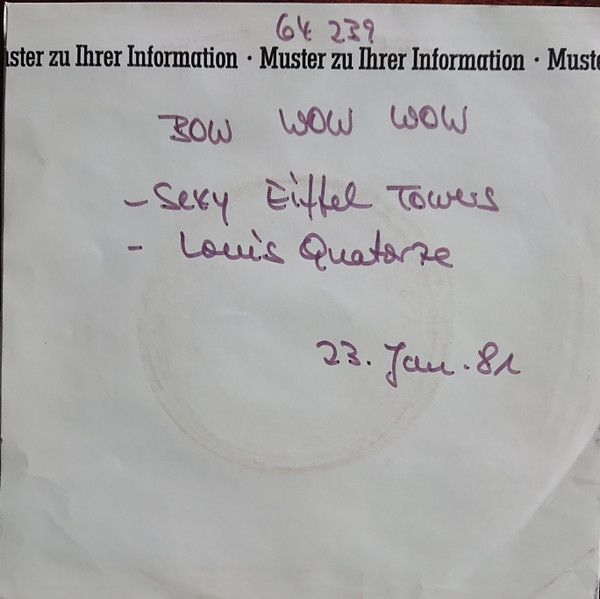 64 239
ster zu Ihrer Information · Muster zu Ihrer Information · Muste
BOW WOW WOW
- Sexy Eiffel Towers
- Louis Quatorze
23. Jan. 81